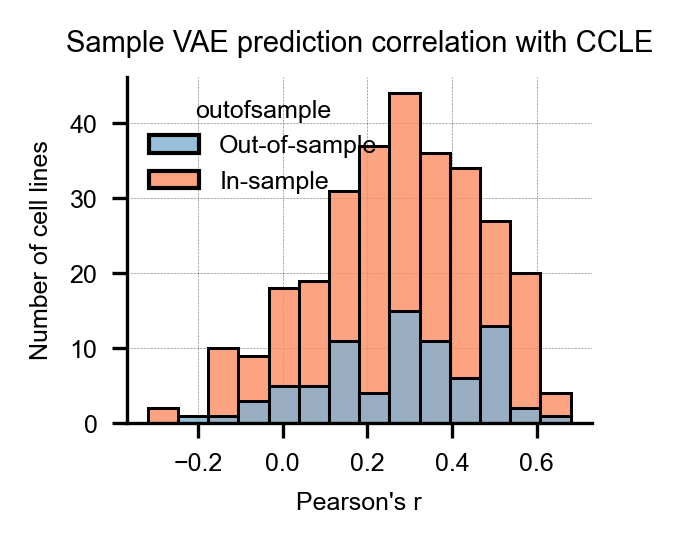 Sample VAE prediction correlation with CCLE
outofsample
Out-of-sample
In-sample
Number of cell lines
40
30
20
10
0
−0.2 0.0 0.2 0.4 0.6
Pearson's r